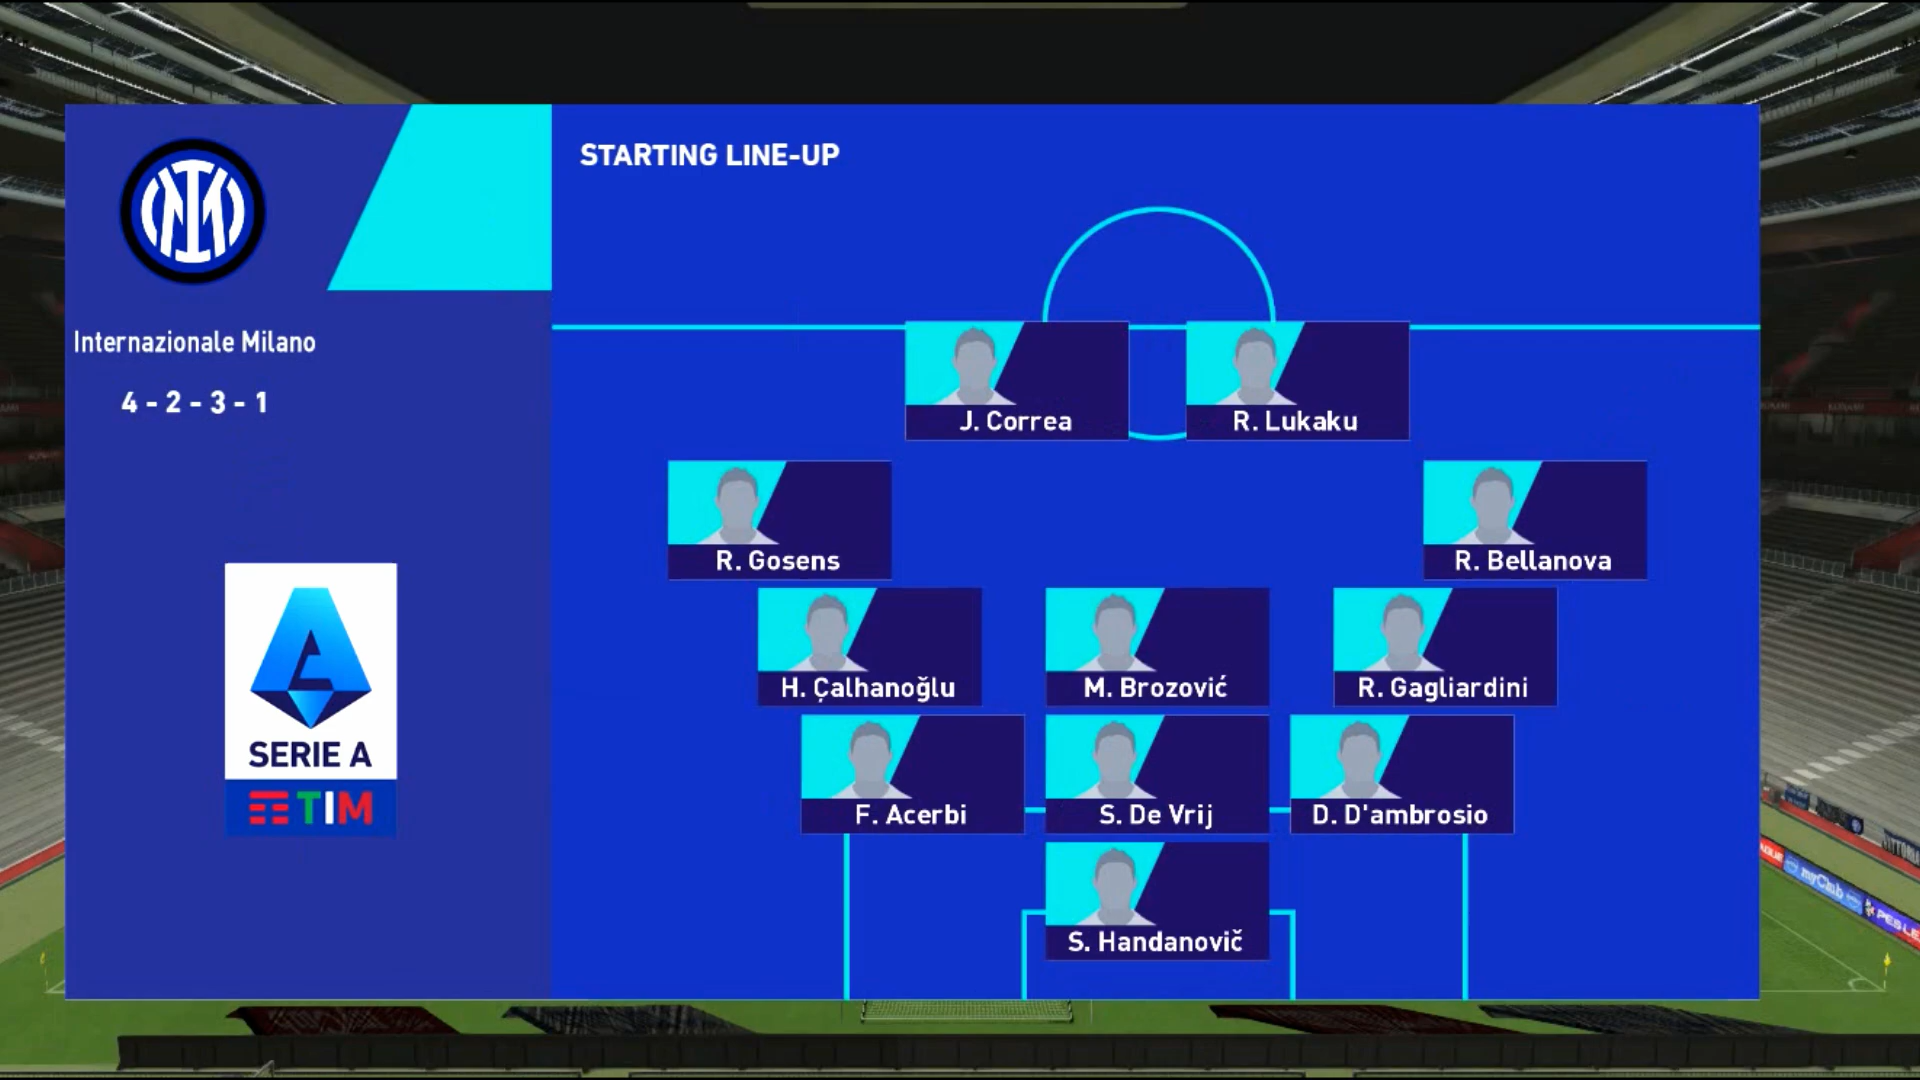 STARTING LINE-UP
Internazionale Milano
4 - 2 - 3 - 1
J. Correa
R. Lukaku
R. Gosens
R. Bellanova
H. Çalhanoğlu
M. Brozović
R. Gagliardini
F. Acerbi
S. De Vrij
D. D'ambrosio
S. Handanovič
SERIE A
TIM
myClub